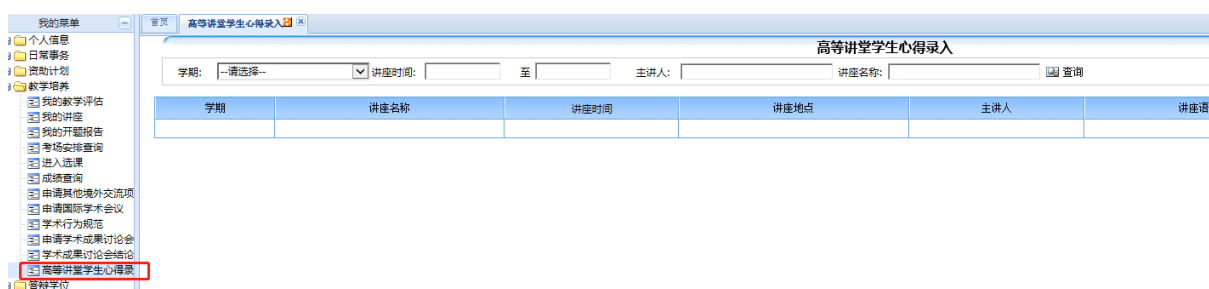 我的菜单
首页 高等讲堂学生心得录入
个人信息
日常事务
资助计划
教学培养
我的教学评估
我的讲座
我的开题报告
考场安排查询
进入选课
成绩查询
申请其他境外交流项
申请国际学术会议
学术行为规范
申请学术成果讨论会
学术成果讨论会结论
高等讲堂学生心得录
答辩学位
高等讲堂学生心得录入
学期: --请选择-- 讲座时间: 至 主讲人: 讲座名称: 查询
学期 讲座名称 讲座时间 讲座地点 主讲人 讲座语